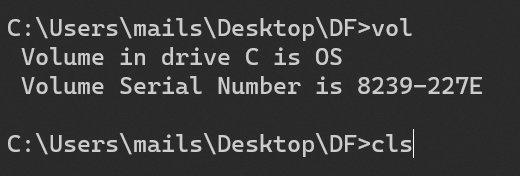 C:\Users\mails\Desktop\DF>vol
Volume in drive C is OS
Volume Serial Number is 8239-227E
C:\Users\mails\Desktop\DF>cls